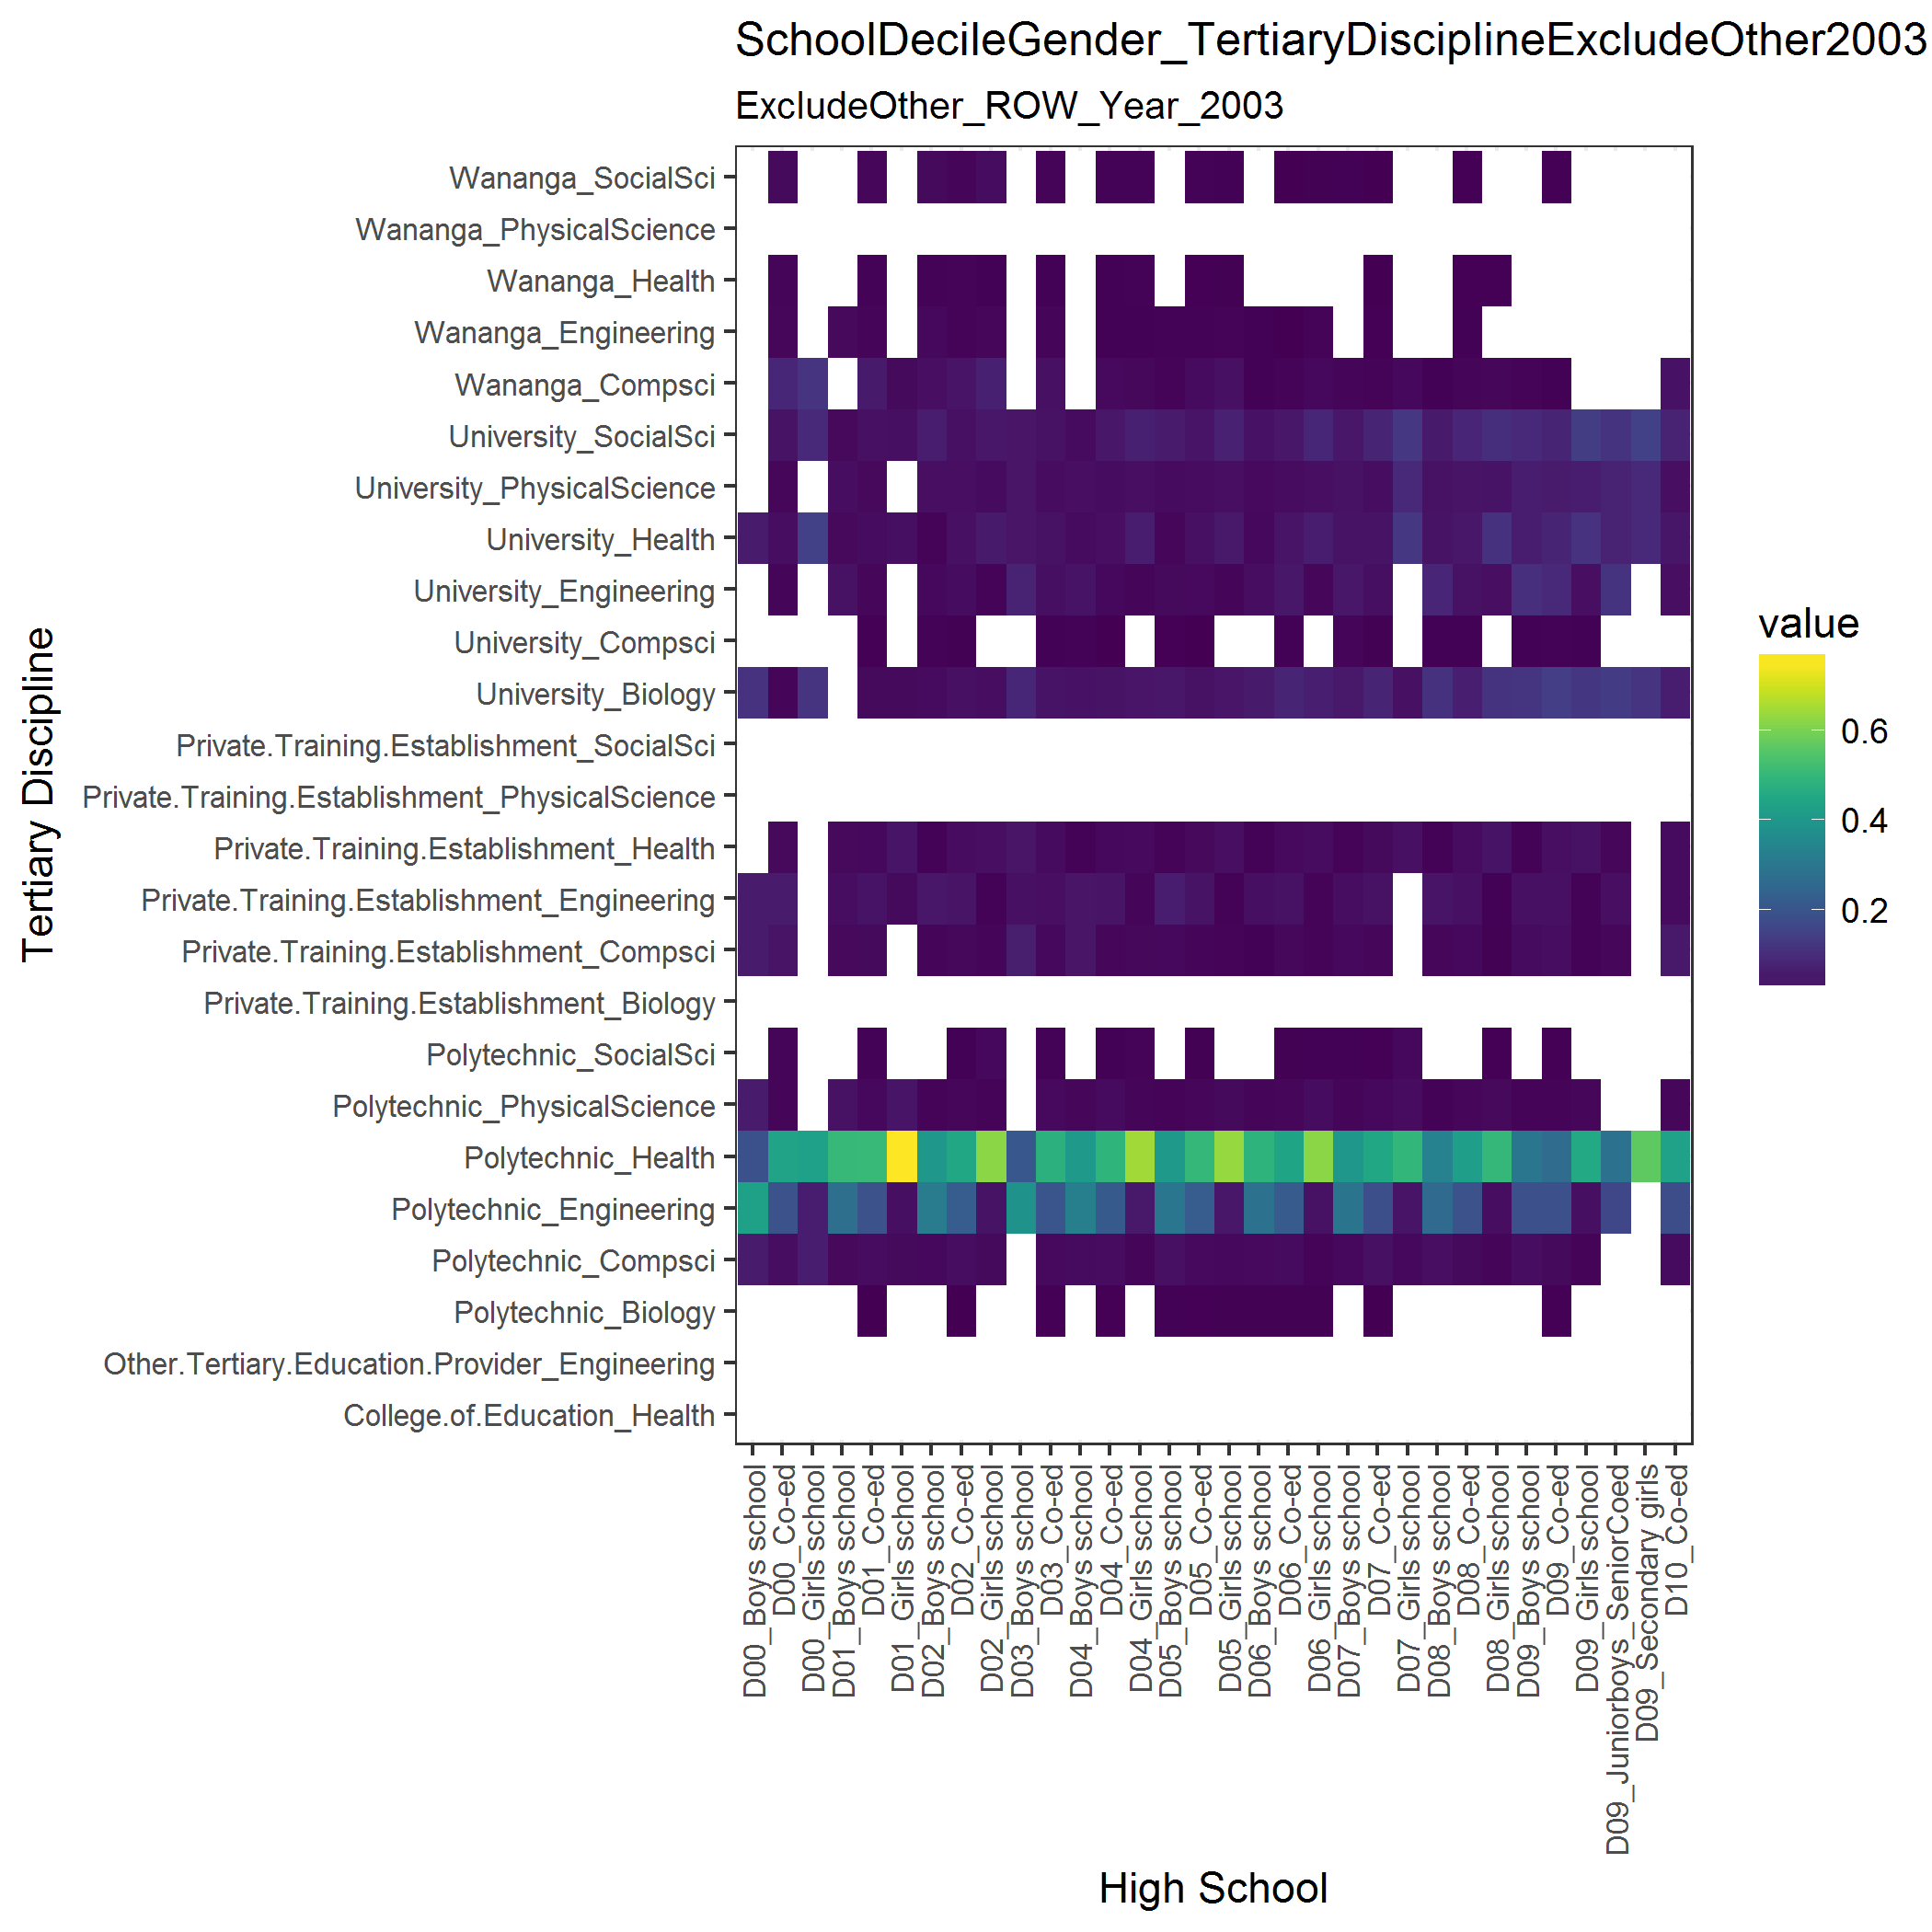 SchoolDecileGender_TertiaryDisciplineExcludeOther2003
ExcludeOther_ROW_Year_2003
Tertiary Discipline
Wananga_SocialSci
Wananga_PhysicalScience
Wananga_Health
Wananga_Engineering
Wananga_Compsci
University_SocialSci
University_PhysicalScience
University_Health
University_Engineering
University_Compsci
University_Biology
Private.Training.Establishment_SocialSci
Private.Training.Establishment_PhysicalScience
Private.Training.Establishment_Health
Private.Training.Establishment_Engineering
Private.Training.Establishment_Compsci
Private.Training.Establishment_Biology
Polytechnic_SocialSci
Polytechnic_PhysicalScience
Polytechnic_Health
Polytechnic_Engineering
Polytechnic_Compsci
Polytechnic_Biology
Other.Tertiary.Education.Provider_Engineering
College.of.Education_Health
D00_Boys school
D00_Co-ed
D00_Girls school
D01_Boys school
D01_Co-ed
D01_Girls school
D02_Boys school
D02_Co-ed
D02_Girls school
D03_Boys school
D03_Co-ed
D04_Boys school
D04_Co-ed
D04_Girls school
D05_Boys school
D05_Co-ed
D05_Girls school
D06_Boys school
D06_Co-ed
D06_Girls school
D07_Boys school
D07_Co-ed
D07_Girls school
D08_Boys school
D08_Co-ed
D08_Girls school
D09_Boys school
D09_Co-ed
D09_Girls school
D09_Juniorboys_SeniorCoed
D09_Secondary girls
D10_Co-ed
High School
value
0.6
0.4
0.2